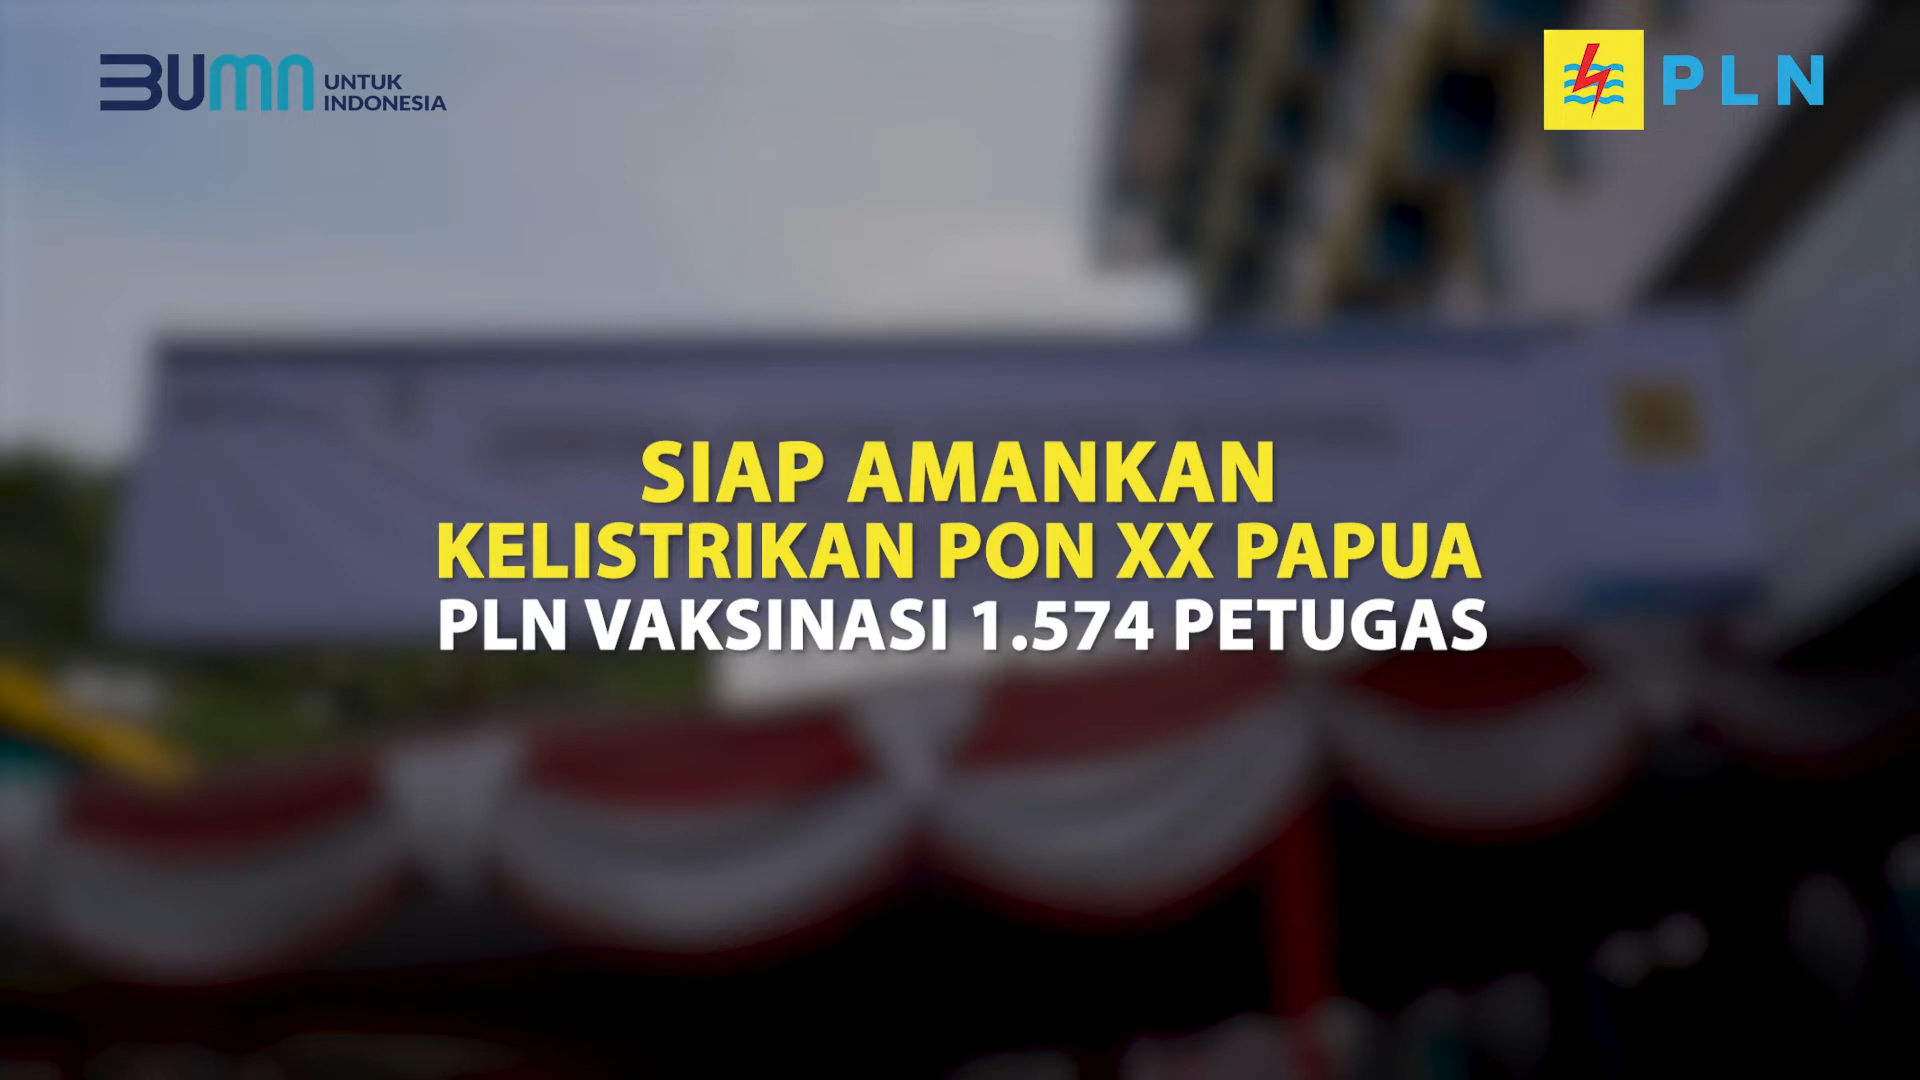 BUMN UNTUK
INDONESIA
PLN
SIAP AMANKAN
KELISTRIKAN PON XX PAPUA
PLN VAKSINASI 1.574 PETUGAS